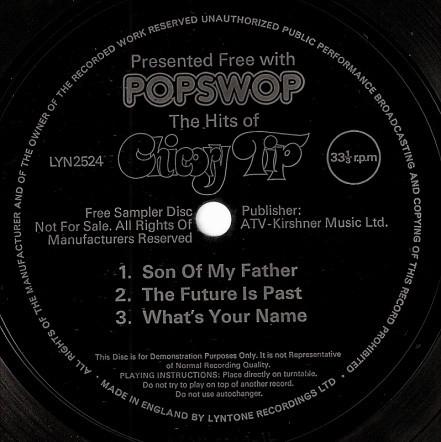 ALL RIGHTS OF THE MANUFACTURER AND OF THE OWNER OF THE RECORDED WORK RESERVED UNAUTHORIZED PUBLIC PERFORMANCE BROADCASTING AND COPYING OF THIS RECORD PROHIBITED.
Presented Free with
POPSWOP
The Hits of
LYN2524
Chicory Tip
33⅓ r.p.m
Free Sampler Disc
Not For Sale. All Rights Of
Manufacturers Reserved
Publisher:
ATV-Kirshner Music Ltd.
1. Son Of My Father
2. The Future Is Past
3. What's Your Name
This Disc is for Demonstration Purposes Only. It is not Representative
of Normal Recording Quality.
PLAYING INSTRUCTIONS: Place directly on turntable.
Do not try to play on top of another record.
Do not use autochanger.
• MADE IN ENGLAND BY LYNTONE RECORDINGS LTD •